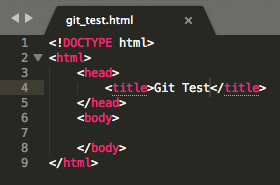 git_test.html
1 <!DOCTYPE html>
2 <html>
3     <head>
4         <title>Git Test</title>
5     </head>
6     <body>
7
8     </body>
9 </html>